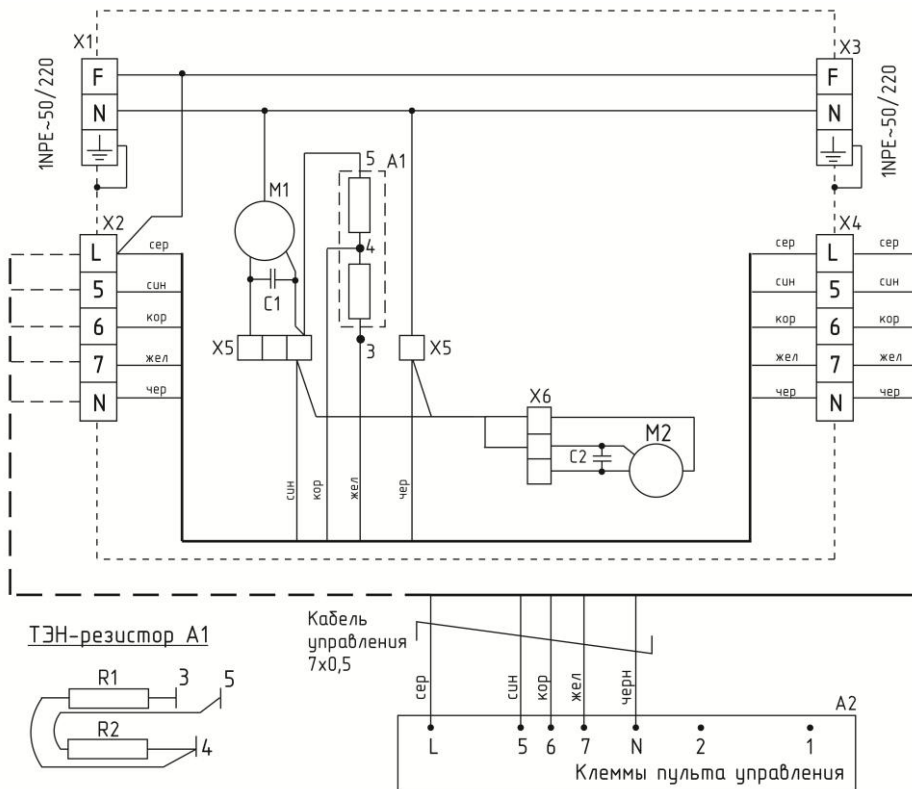 X1
F
N
1NPE~50/220
X3
F
N
1NPE~50/220
X2
L
5
6
7
N
сер
син
кор
жел
чер
M1
C1
5
A1
4
3
X5
X5
X6
C2
M2
син
кор
жел
чер
X4
сер
син
кор
жел
чер
L
5
6
7
N
сер
син
кор
жел
чер
ТЭН-резистор А1
R1
3
5
R2
4
Кабель
управления
7x0,5
сер
син
кор
жел
черн
A2
L
5
6
7
N
2
1
Клеммы пульта управления